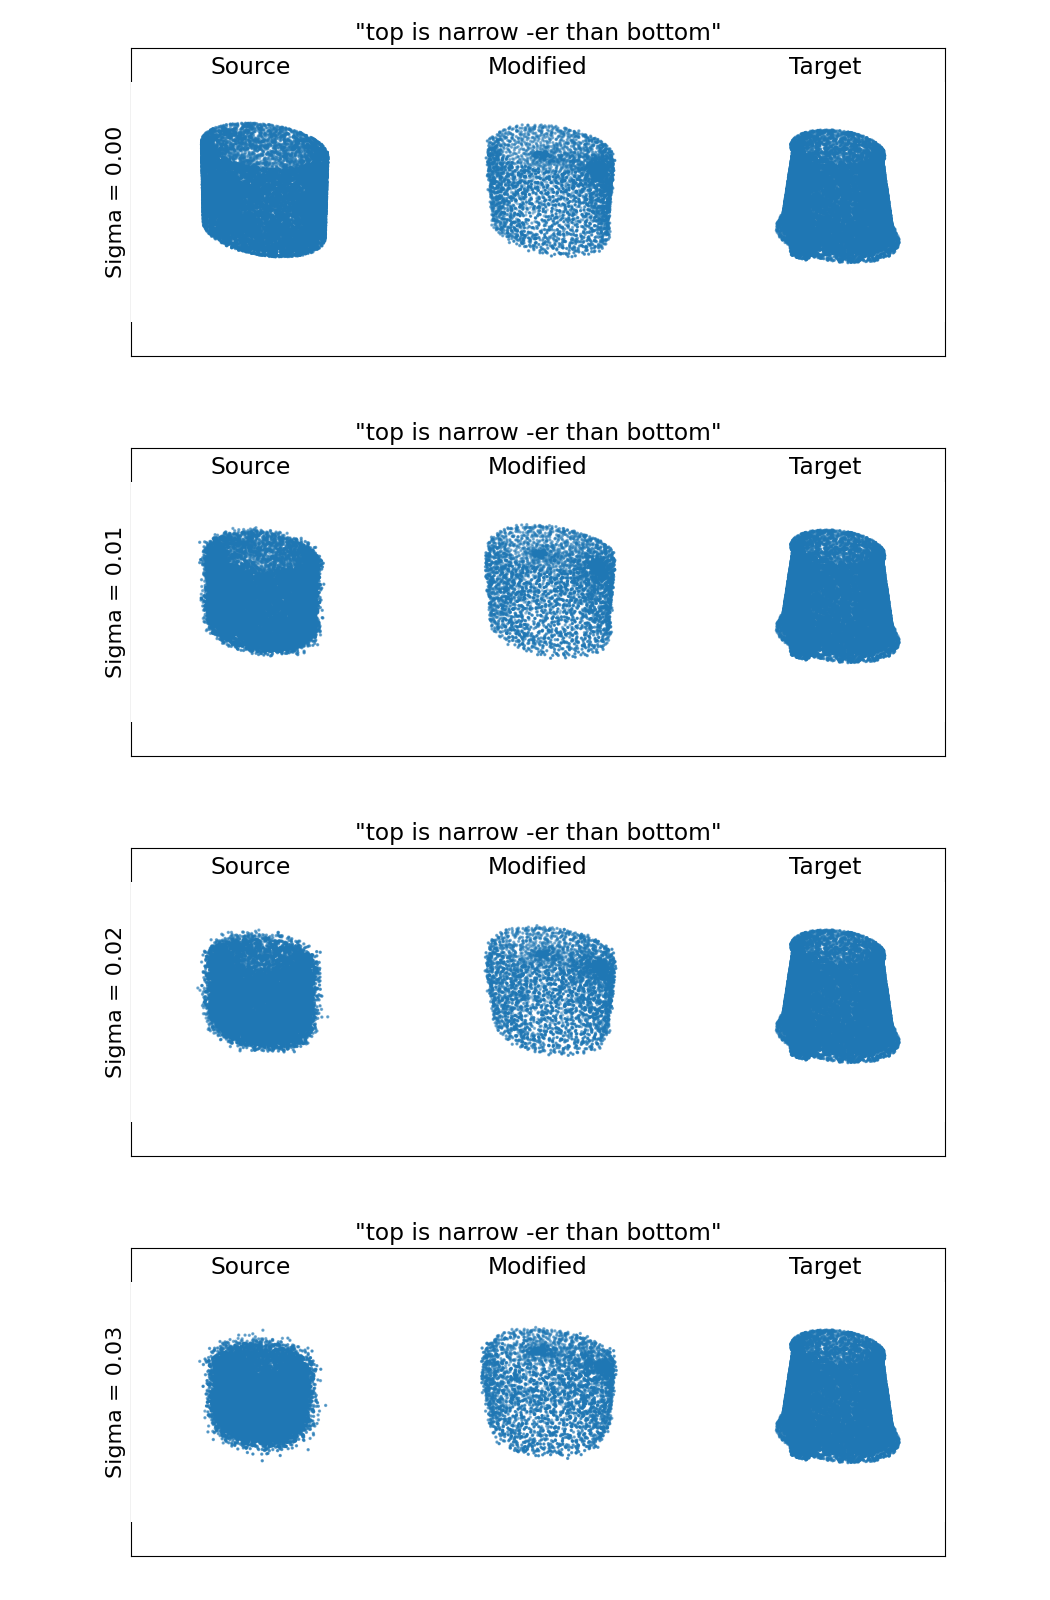 "top is narrow -er than bottom"
Source Modified Target
Sigma = 0.00
"top is narrow -er than bottom"
Source Modified Target
Sigma = 0.01
"top is narrow -er than bottom"
Source Modified Target
Sigma = 0.02
"top is narrow -er than bottom"
Source Modified Target
Sigma = 0.03